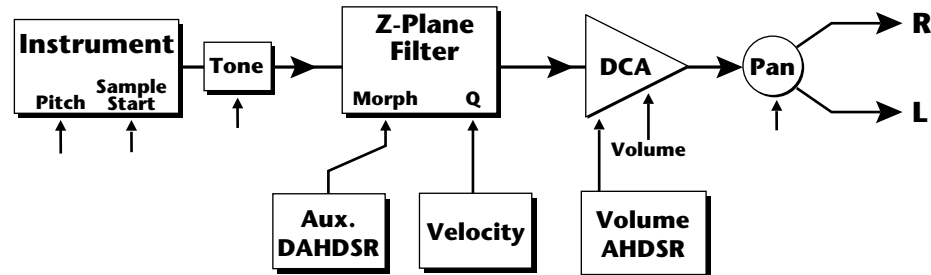 Instrument
Pitch
Sample
Start
Tone
Z-Plane
Filter
Morph
Q
DCA
Volume
Pan
R
L
Aux.
DAHDSR
Velocity
Volume
AHDSR